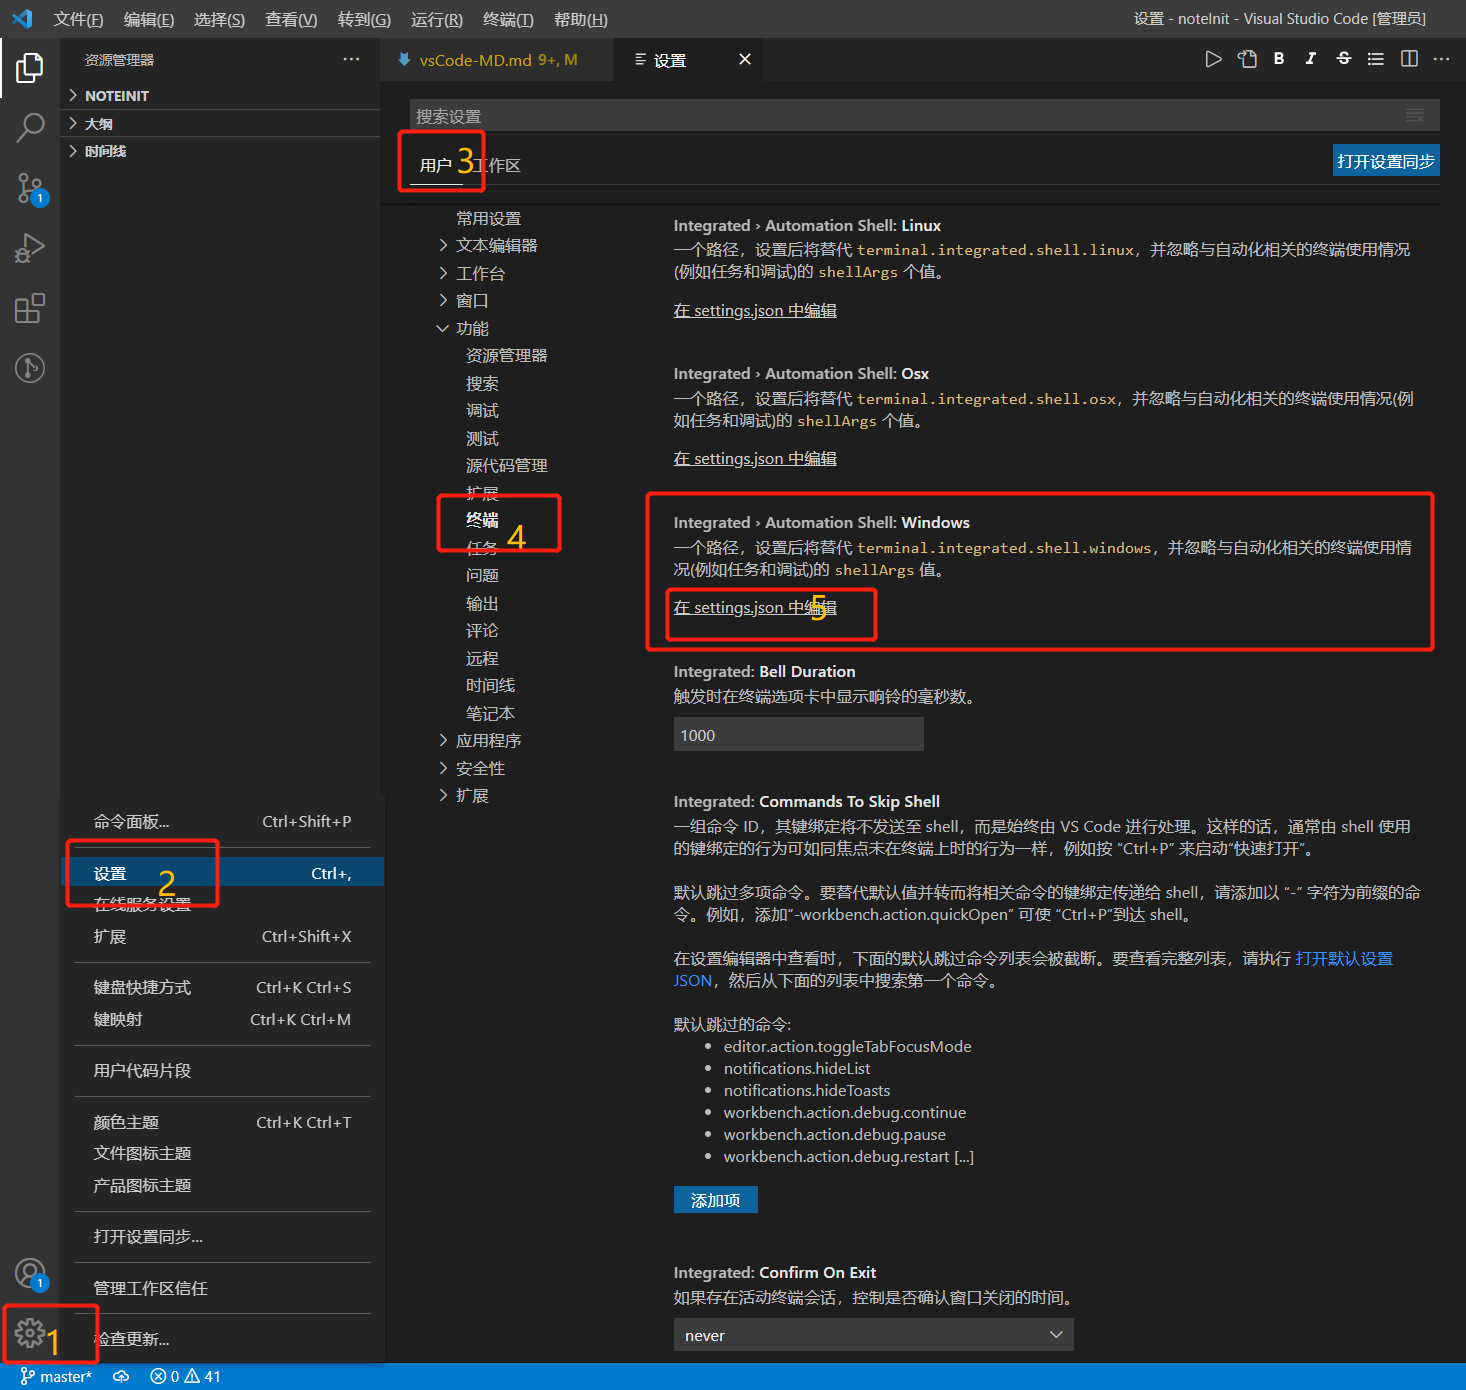 文件(F) 编辑(E) 选择(S) 查看(V) 转到(G) 运行(R) 终端(T) 帮助(H) 设置 - noteInit - Visual Studio Code [管理员]
资源管理器 ···
vsCode-MD.md 9+, M
设置
NOTEINIT
大纲
时间线
1
搜索设置
用户 3 工作区
打开设置同步
常用设置
文本编辑器
工作台
窗口
功能
资源管理器
搜索
调试
测试
源代码管理
扩展
终端 4
任务
问题
输出
评论
远程
时间线
笔记本
应用程序
安全性
扩展
Integrated › Automation Shell: Linux
一个路径，设置后将替代 terminal.integrated.shell.linux，并忽略与自动化相关的终端使用情况
(例如任务和调试)的 shellArgs 个值。
在 settings.json 中编辑
Integrated › Automation Shell: Osx
一个路径，设置后将替代 terminal.integrated.shell.osx，并忽略与自动化相关的终端使用情况(例
如任务和调试)的 shellArgs 个值。
在 settings.json 中编辑
Integrated › Automation Shell: Windows
一个路径，设置后将替代 terminal.integrated.shell.windows，并忽略与自动化相关的终端使用情
况(例如任务和调试)的 shellArgs 值。
在 settings.json 中编辑 5
Integrated: Bell Duration
触发时在终端选项卡中显示响铃的毫秒数。
1000
Integrated: Commands To Skip Shell
一组命令 ID，其键绑定将不发送至 shell，而是始终由 VS Code 进行处理。这样的话，通常由 shell 使用
的键绑定的行为可如同焦点未在终端上时的行为一样，例如按 “Ctrl+P” 来启动“快速打开”。
默认跳过多项命令。要替代默认值并转而将相关命令的键绑定传递给 shell，请添加以 “-” 字符为前缀的命
令。例如，添加“-workbench.action.quickOpen” 可使 “Ctrl+P”到达 shell。
在设置编辑器中查看时，下面的默认跳过命令列表会被截断。要查看完整列表，请执行 打开默认设置
JSON，然后从下面的列表中搜索第一个命令。
默认跳过的命令:
• editor.action.toggleTabFocusMode
• notifications.hideList
• notifications.hideToasts
• workbench.action.debug.continue
• workbench.action.debug.pause
• workbench.action.debug.restart [...]
添加项
Integrated: Confirm On Exit
如果存在活动终端会话，控制是否确认窗口关闭的时间。
never
命令面板... Ctrl+Shift+P
设置 2 Ctrl+,
在线服务设置
扩展 Ctrl+Shift+X
键盘快捷方式 Ctrl+K Ctrl+S
键映射 Ctrl+K Ctrl+M
用户代码片段
颜色主题 Ctrl+K Ctrl+T
文件图标主题
产品图标主题
打开设置同步...
管理工作区信任
检查更新...
1
1
master* 0 41